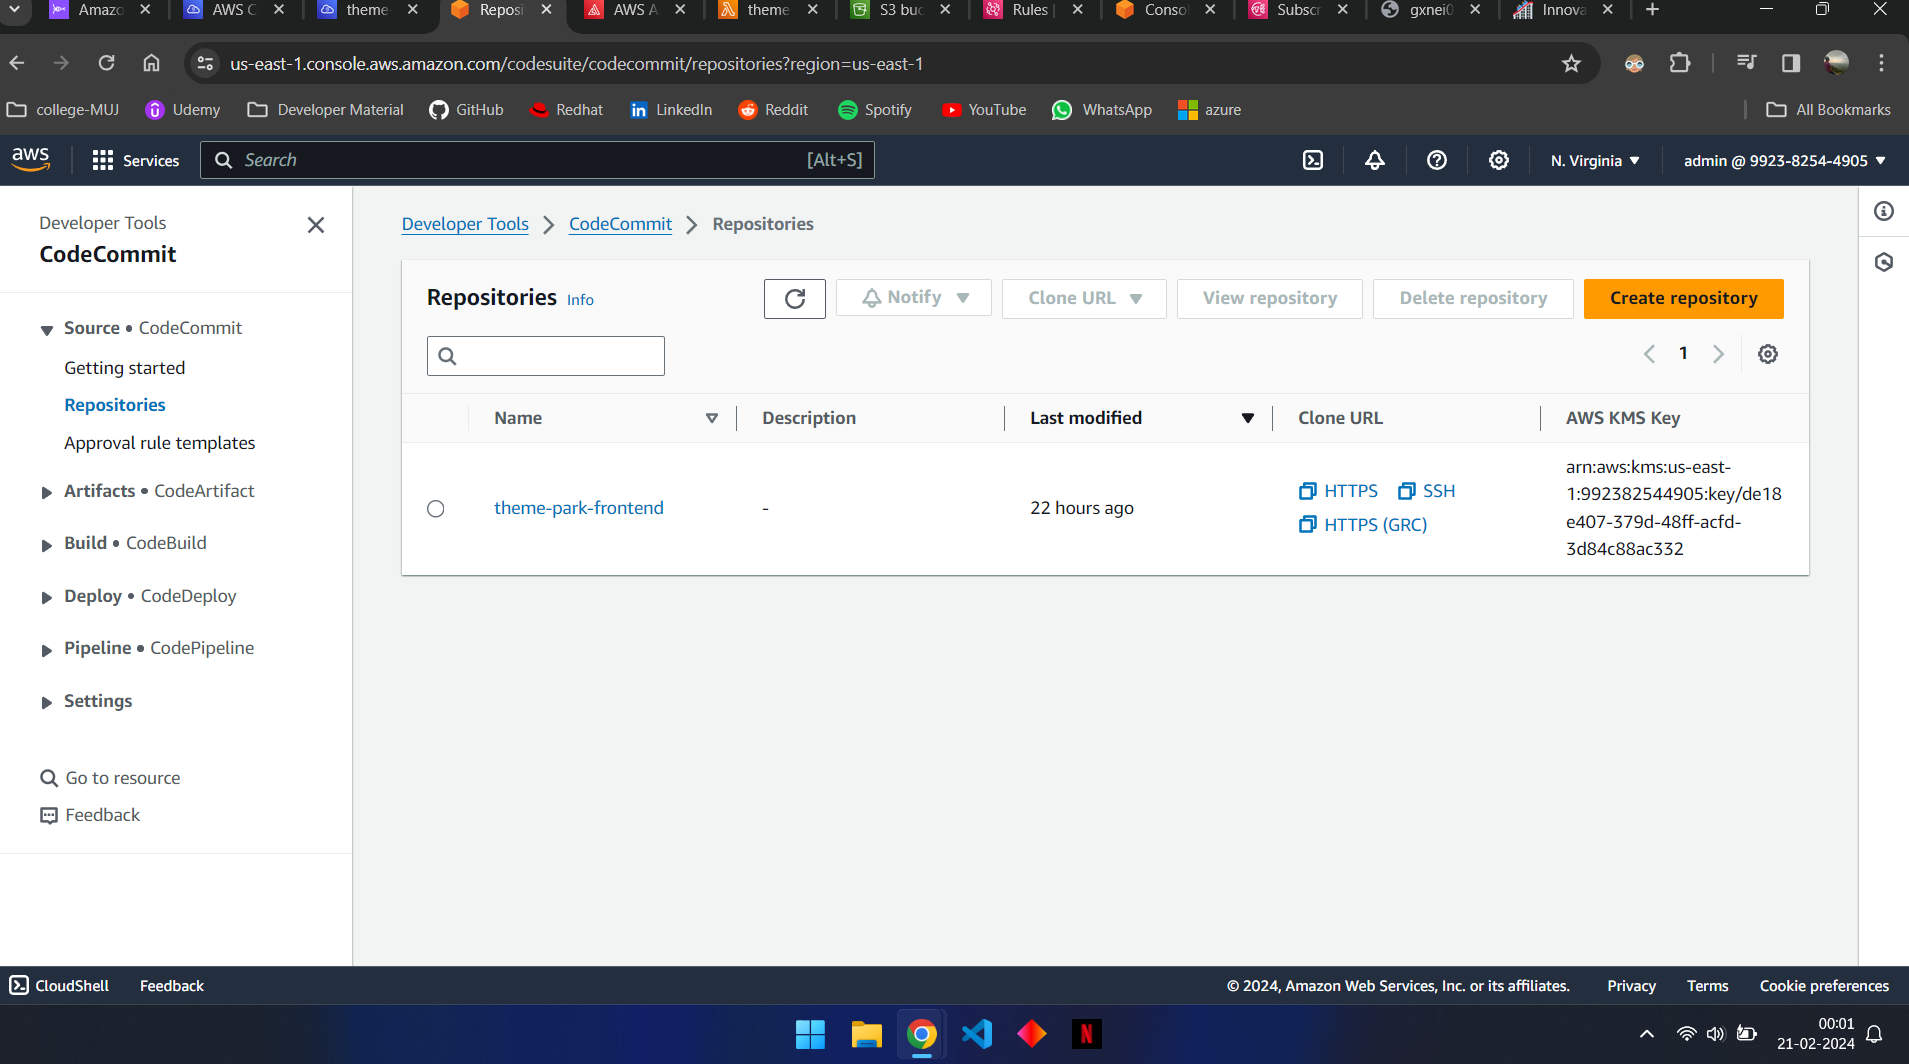 Amazo
AWS C
theme
Reposi
AWS A
theme
S3 buc
Rules |
Conso
Subscr
gxnei0
Innova
us-east-1.console.aws.amazon.com/codesuite/codecommit/repositories?region=us-east-1
college-MUJ
Udemy
Developer Material
GitHub
Redhat
LinkedIn
Reddit
Spotify
YouTube
WhatsApp
azure
All Bookmarks
aws
Services
Search
[Alt+S]
N. Virginia
admin @ 9923-8254-4905
Developer Tools
CodeCommit
Source • CodeCommit
Getting started
Repositories
Approval rule templates
Artifacts • CodeArtifact
Build • CodeBuild
Deploy • CodeDeploy
Pipeline • CodePipeline
Settings
Go to resource
Feedback
Developer Tools
CodeCommit
Repositories
Repositories Info
Notify
Clone URL
View repository
Delete repository
Create repository
1
Name
Description
Last modified
Clone URL
AWS KMS Key
theme-park-frontend
-
22 hours ago
HTTPS
SSH
HTTPS (GRC)
arn:aws:kms:us-east-
1:992382544905:key/de18
e407-379d-48ff-acfd-
3d84c88ac332
CloudShell
Feedback
© 2024, Amazon Web Services, Inc. or its affiliates.
Privacy
Terms
Cookie preferences
N
00:01
21-02-2024